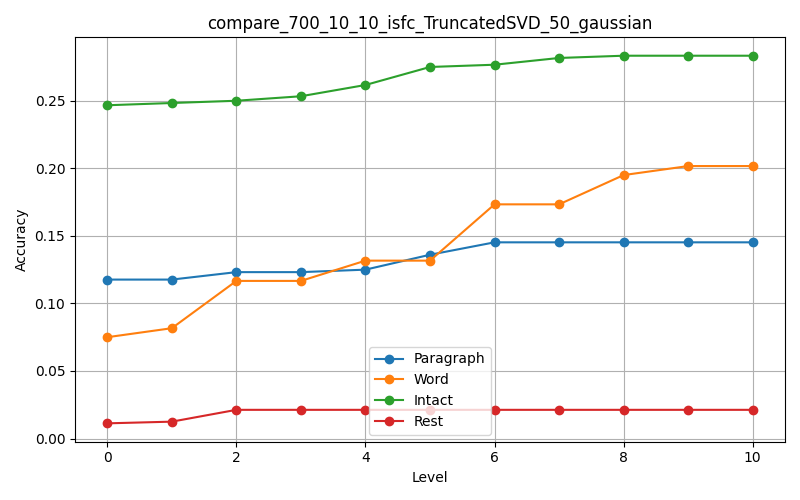 compare_700_10_10_isfc_TruncatedSVD_50_gaussian
Accuracy
0.25
0.20
0.15
0.10
0.05
0.00
Paragraph
Word
Intact
Rest
0 2 4 6 8 10
Level